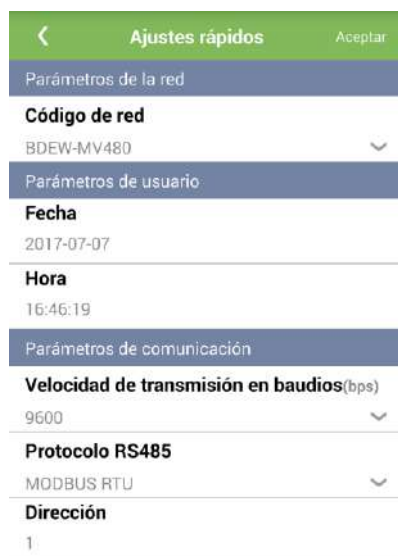 Ajustes rápidos Aceptar
Parámetros de la red
Código de red
BDEW-MV480
Parámetros de usuario
Fecha
2017-07-07
Hora
16:46:19
Parámetros de comunicación
Velocidad de transmisión en baudios(bps)
9600
Protocolo RS485
MODBUS RTU
Dirección
1